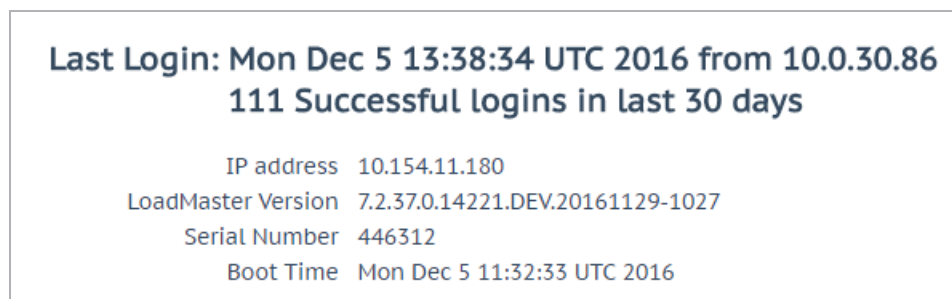 Last Login: Mon Dec 5 13:38:34 UTC 2016 from 10.0.30.86
111 Successful logins in last 30 days
IP address 10.154.11.180
LoadMaster Version 7.2.37.0.14221.DEV.20161129-1027
Serial Number 446312
Boot Time Mon Dec 5 11:32:33 UTC 2016